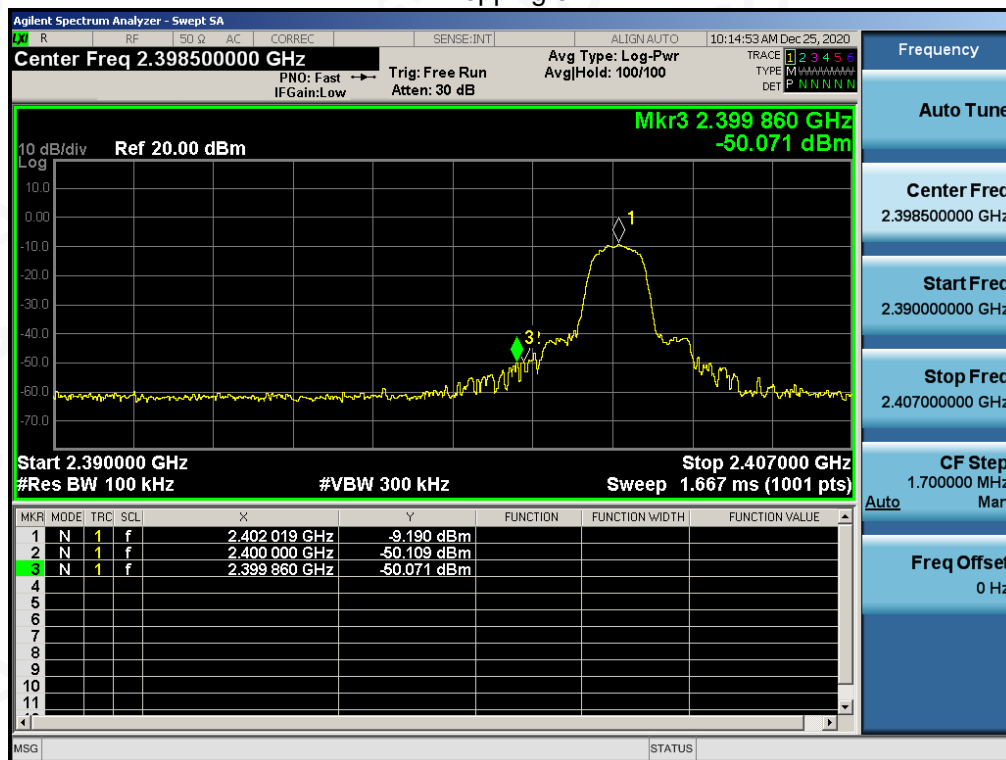 Agilent Spectrum Analyzer - Swept SA
LXI R RF 50 Ω AC CORREC SENSE:INT ALIGN AUTO 10:14:53 AM Dec 25, 2020
Center Freq 2.398500000 GHz
PNO: Fast
IFGain:Low
Trig: Free Run
Atten: 30 dB
Avg Type: Log-Pwr
Avg|Hold: 100/100
TRACE 1 2 3 4 5 6
TYPE M WWWWW
DET P N N N N N
Mkr3 2.399 860 GHz
-50.071 dBm
10 dB/div Ref 20.00 dBm
Log
10.0
0.00
-10.0
-20.0
-30.0
-40.0
-50.0
-60.0
-70.0
1
3
Start 2.390000 GHz Stop 2.407000 GHz
#Res BW 100 kHz #VBW 300 kHz Sweep 1.667 ms (1001 pts)
MKR MODE TRC SCL X Y FUNCTION FUNCTION WIDTH FUNCTION VALUE
1 N 1 f 2.402 019 GHz -9.190 dBm
2 N 1 f 2.400 000 GHz -50.109 dBm
3 N 1 f 2.399 860 GHz -50.071 dBm
4
5
6
7
8
9
10
11
MSG STATUS
Frequency
Auto Tune
Center Freq
2.398500000 GHz
Start Freq
2.390000000 GHz
Stop Freq
2.407000000 GHz
CF Step
1.700000 MHz
Auto Man
Freq Offset
0 Hz